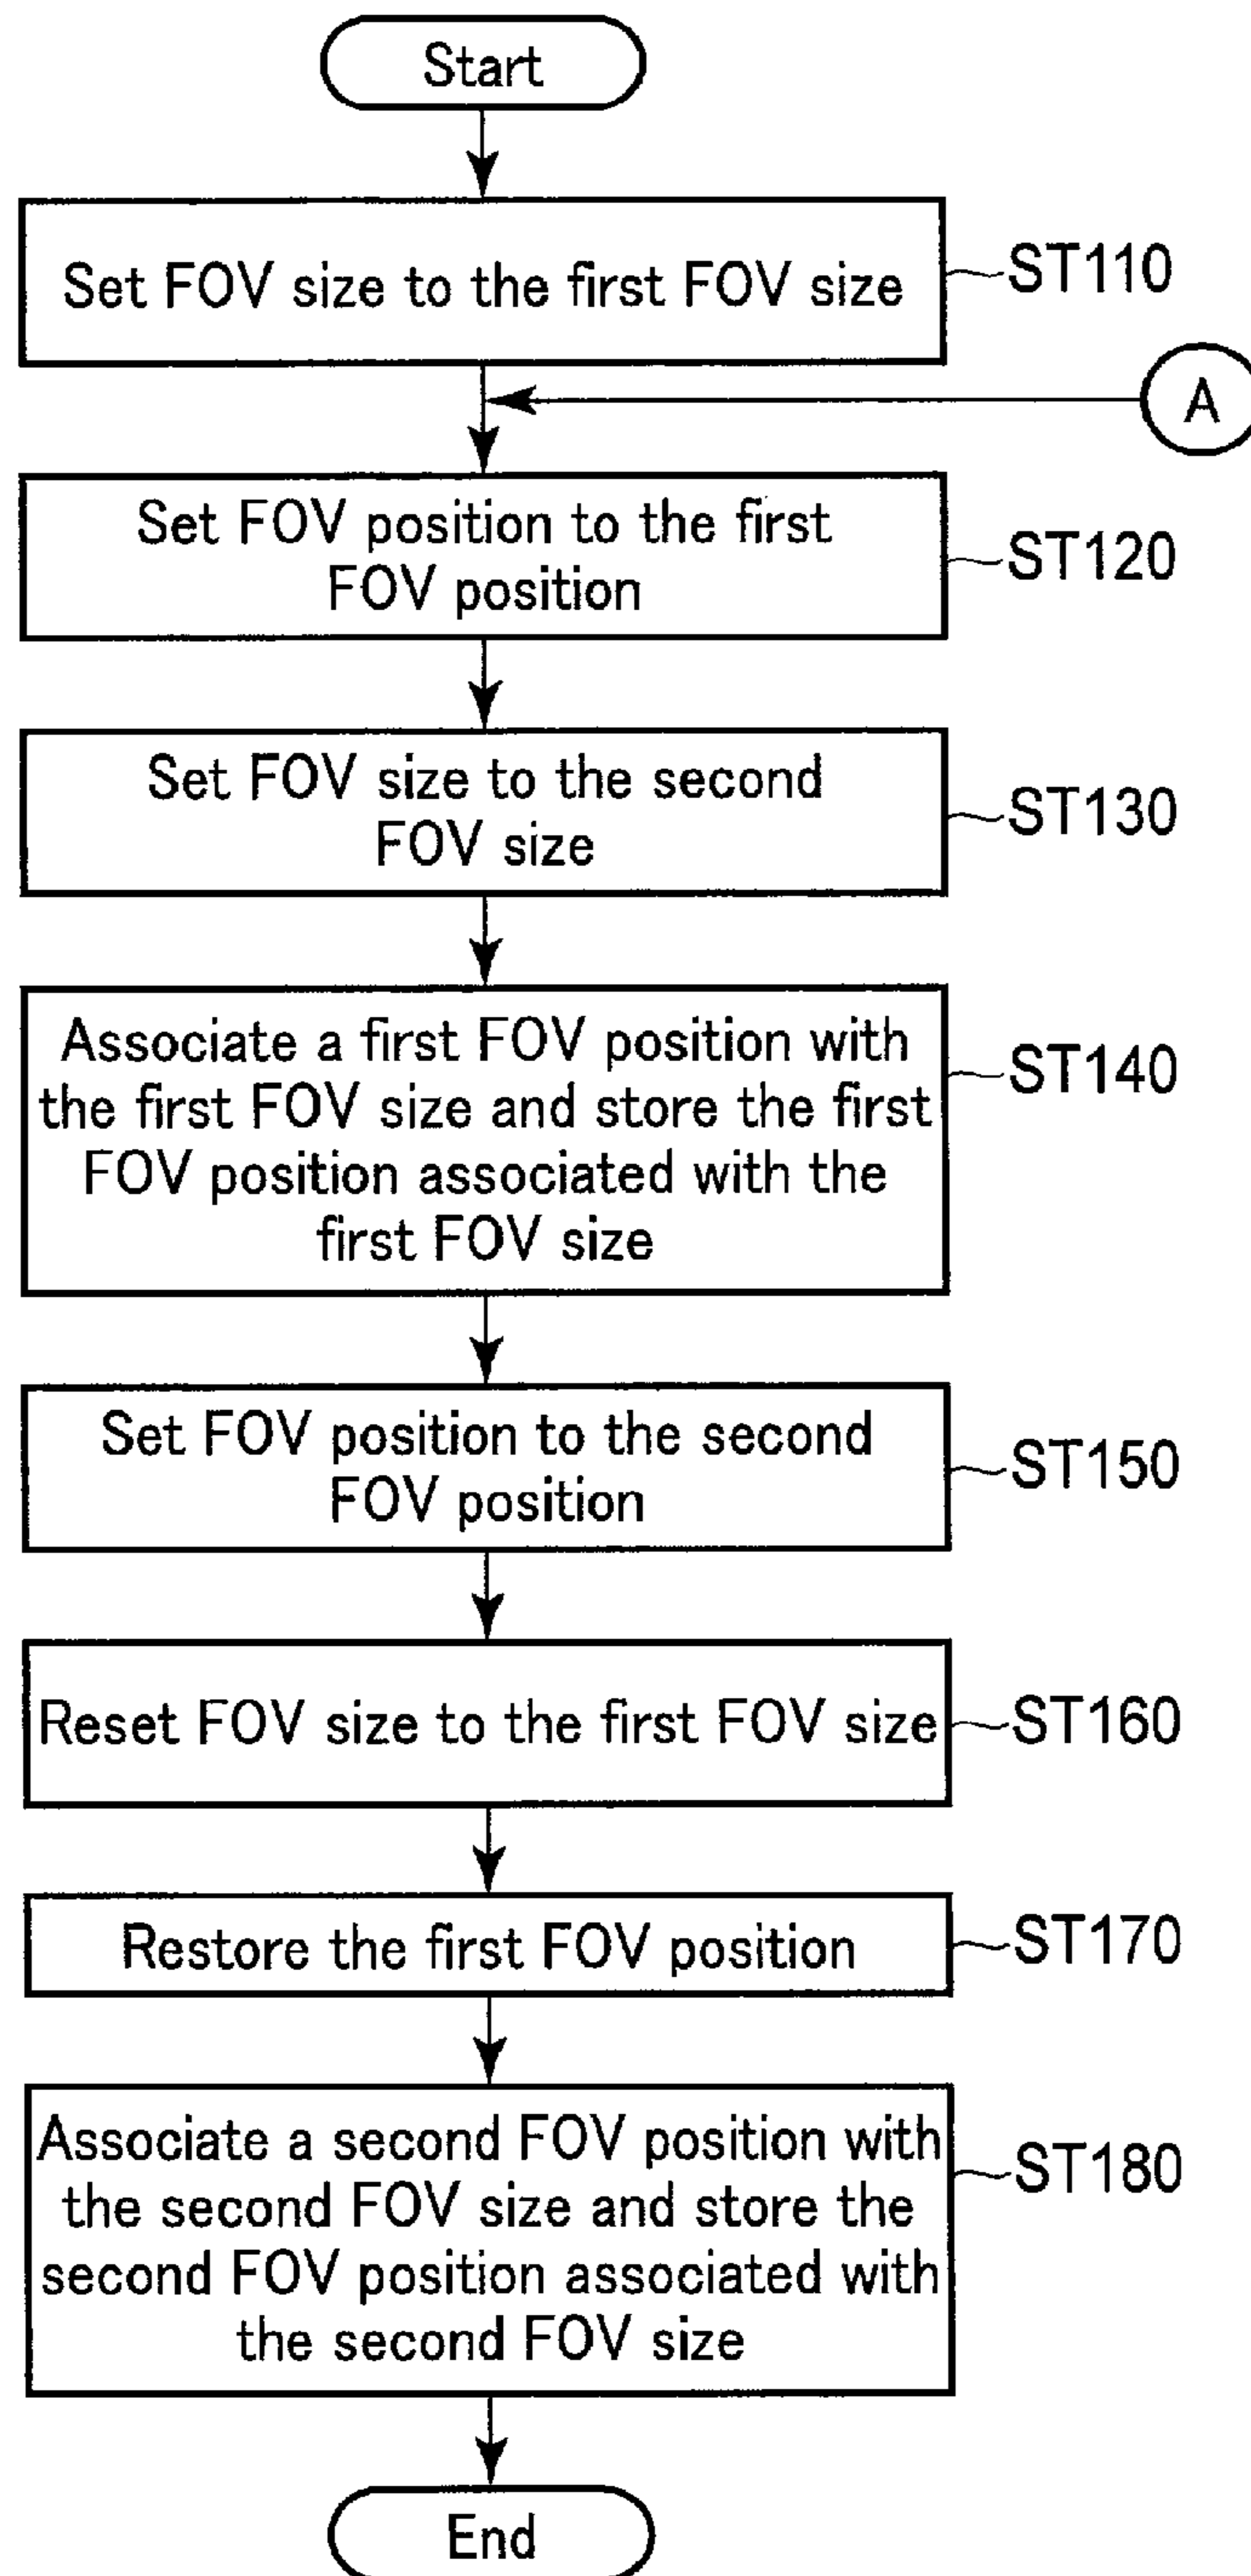 Start
Set FOV size to the first FOV size
ST110
A
Set FOV position to the first
FOV position
ST120
Set FOV size to the second
FOV size
ST130
Associate a first FOV position with
the first FOV size and store the first
FOV position associated with the
first FOV size
ST140
Set FOV position to the second
FOV position
ST150
Reset FOV size to the first FOV size
ST160
Restore the first FOV position
ST170
Associate a second FOV position with
the second FOV size and store the
second FOV position associated with
the second FOV size
ST180
End